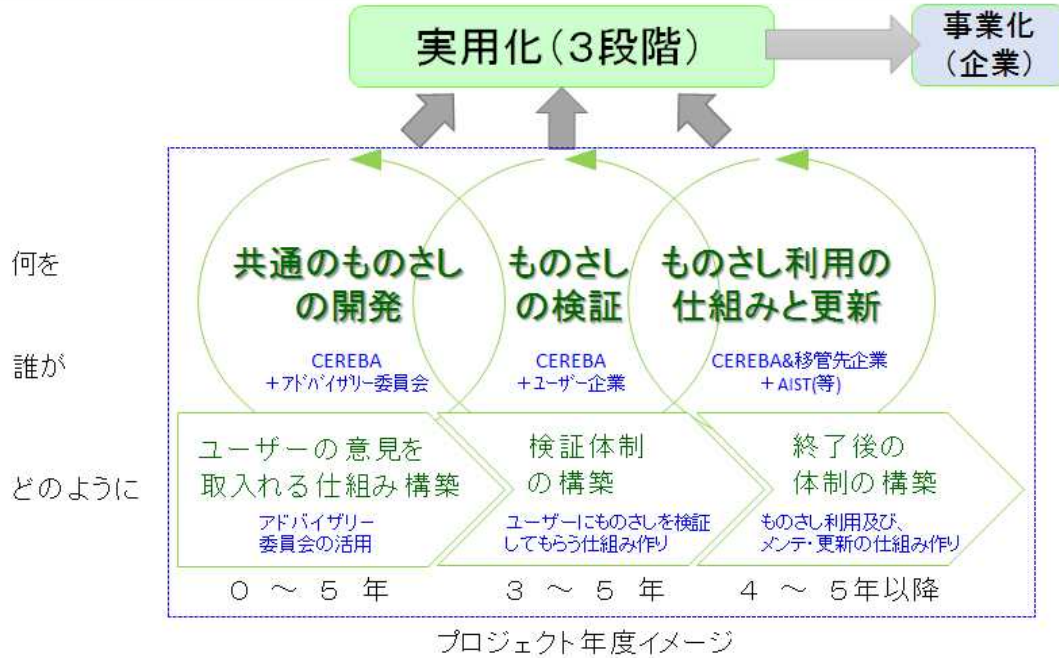 実用化(3段階)
事業化
(企業)
何を
共通のものさし
の開発
ものさし
の検証
ものさし利用の
仕組みと更新
誰が
CEREBA
+アドバイザリー委員会
CEREBA
+ユーザー企業
CEREBA&移管先企業
+AIST(等)
どのように
ユーザーの意見を
取入れる仕組み構築
アドバイザリー
委員会の活用
検証体制
の構築
ユーザーにものさしを検証
してもらう仕組み作り
終了後の
体制の構築
ものさし利用及び、
メンテ・更新の仕組み作り
0 ~ 5 年
3 ~ 5 年
4 ~ 5年以降
プロジェクト年度イメージ